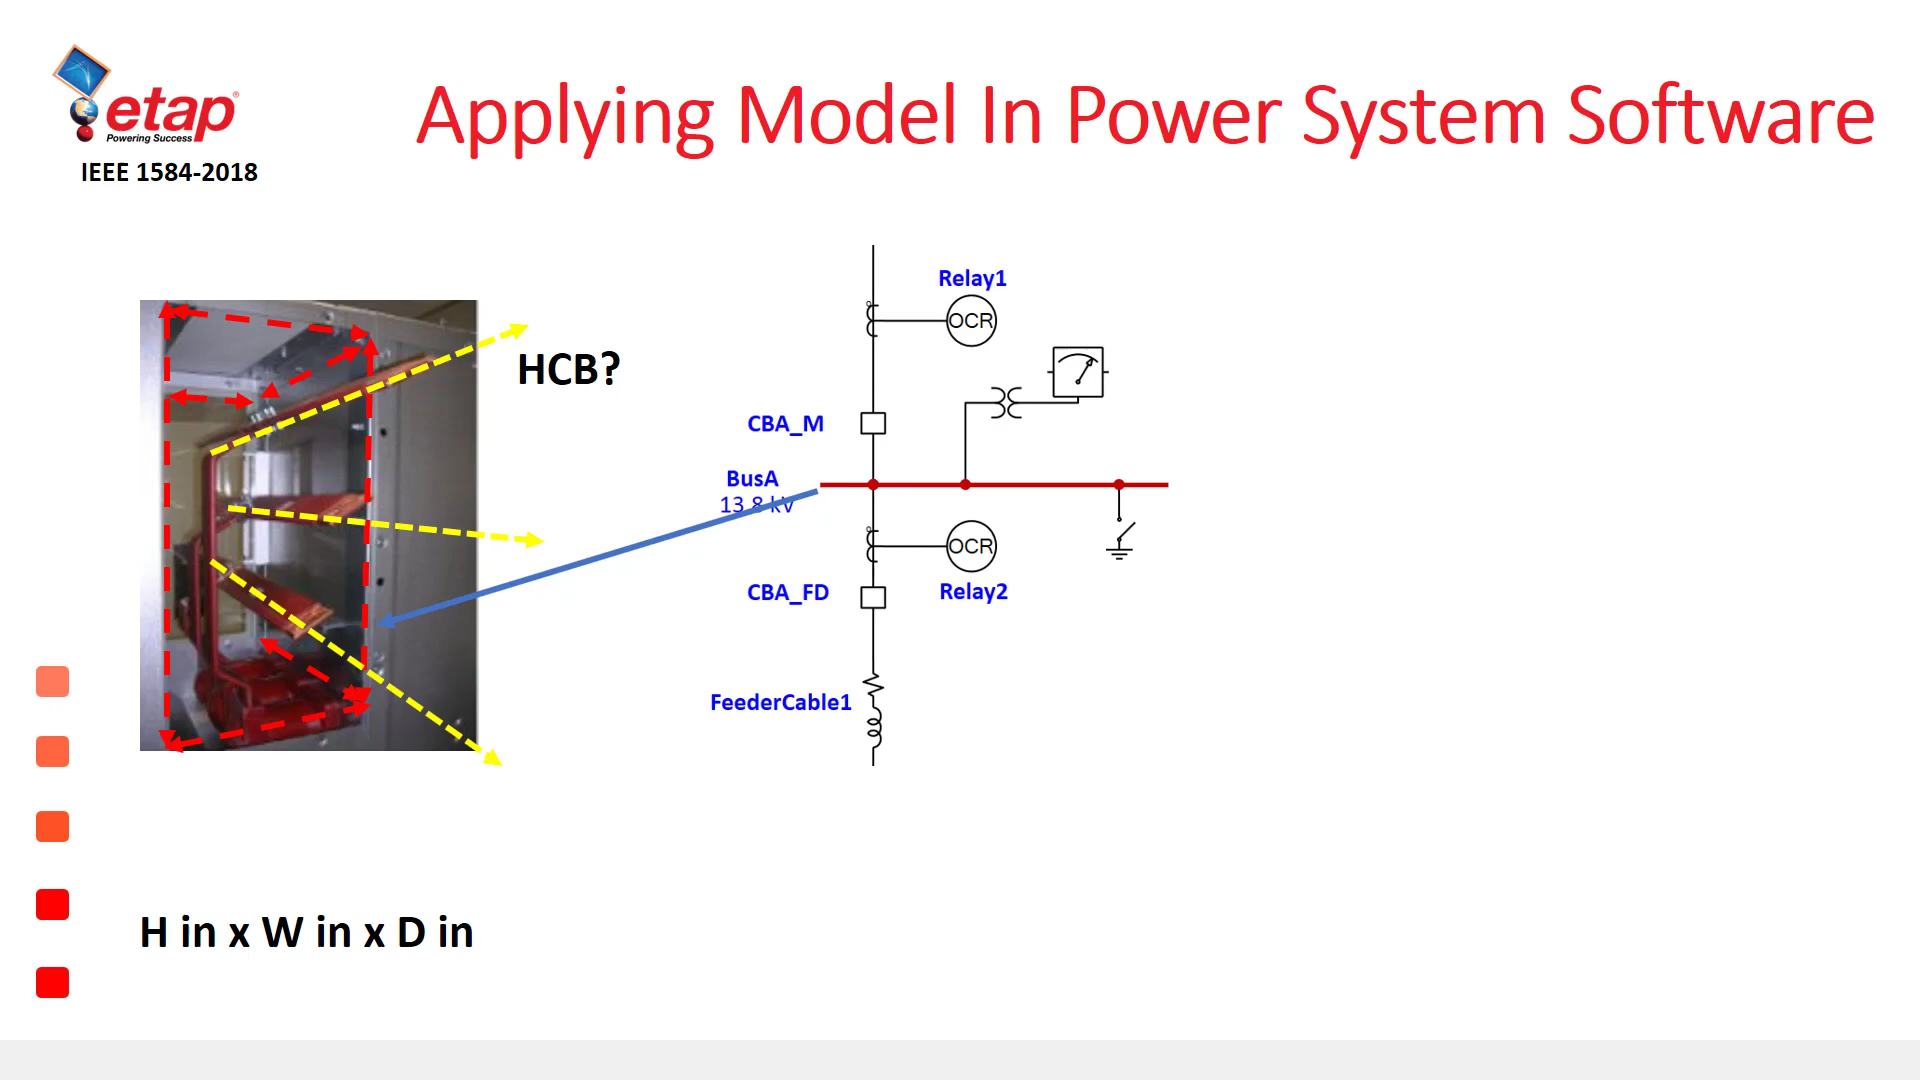 etap
Powering Success
IEEE 1584-2018
Applying Model In Power System Software
HCB?
Relay1
OCR
CBA_M
BusA
13.8 kV
OCR
CBA_FD
Relay2
FeederCable1
H in x W in x D in